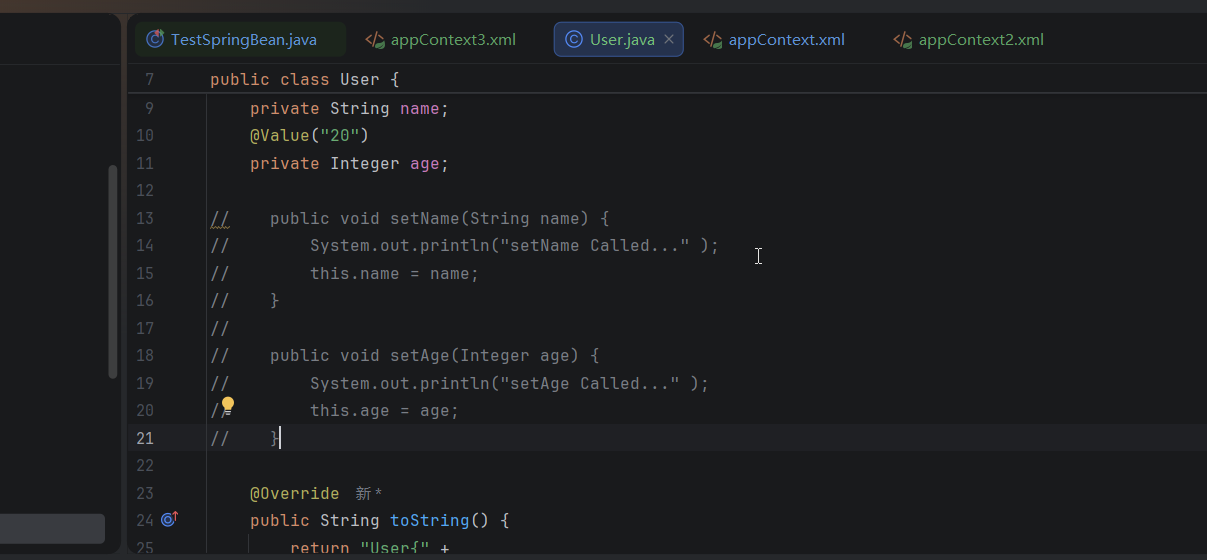 TestSpringBean.java appContext3.xml User.java appContext.xml appContext2.xml
7 public class User {
9 private String name;
10 @Value("20")
11 private Integer age;
12
13 // public void setName(String name) {
14 // System.out.println("setName Called..." );
15 // this.name = name;
16 // }
17 //
18 // public void setAge(Integer age) {
19 // System.out.println("setAge Called..." );
20 // this.age = age;
21 // }
22
23 @Override 新 *
24 public String toString() {
25 return "User{" +